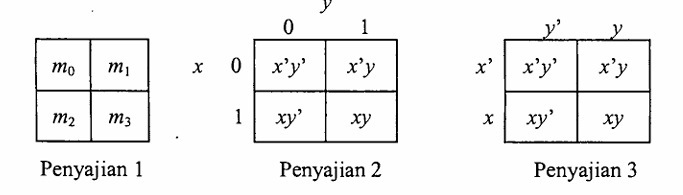 y
0 1 y' y
m₀ m₁ x 0 x'y' x'y x' x'y' x'y
m₂ m₃ 1 xy' xy x xy' xy
Penyajian 1 Penyajian 2 Penyajian 3